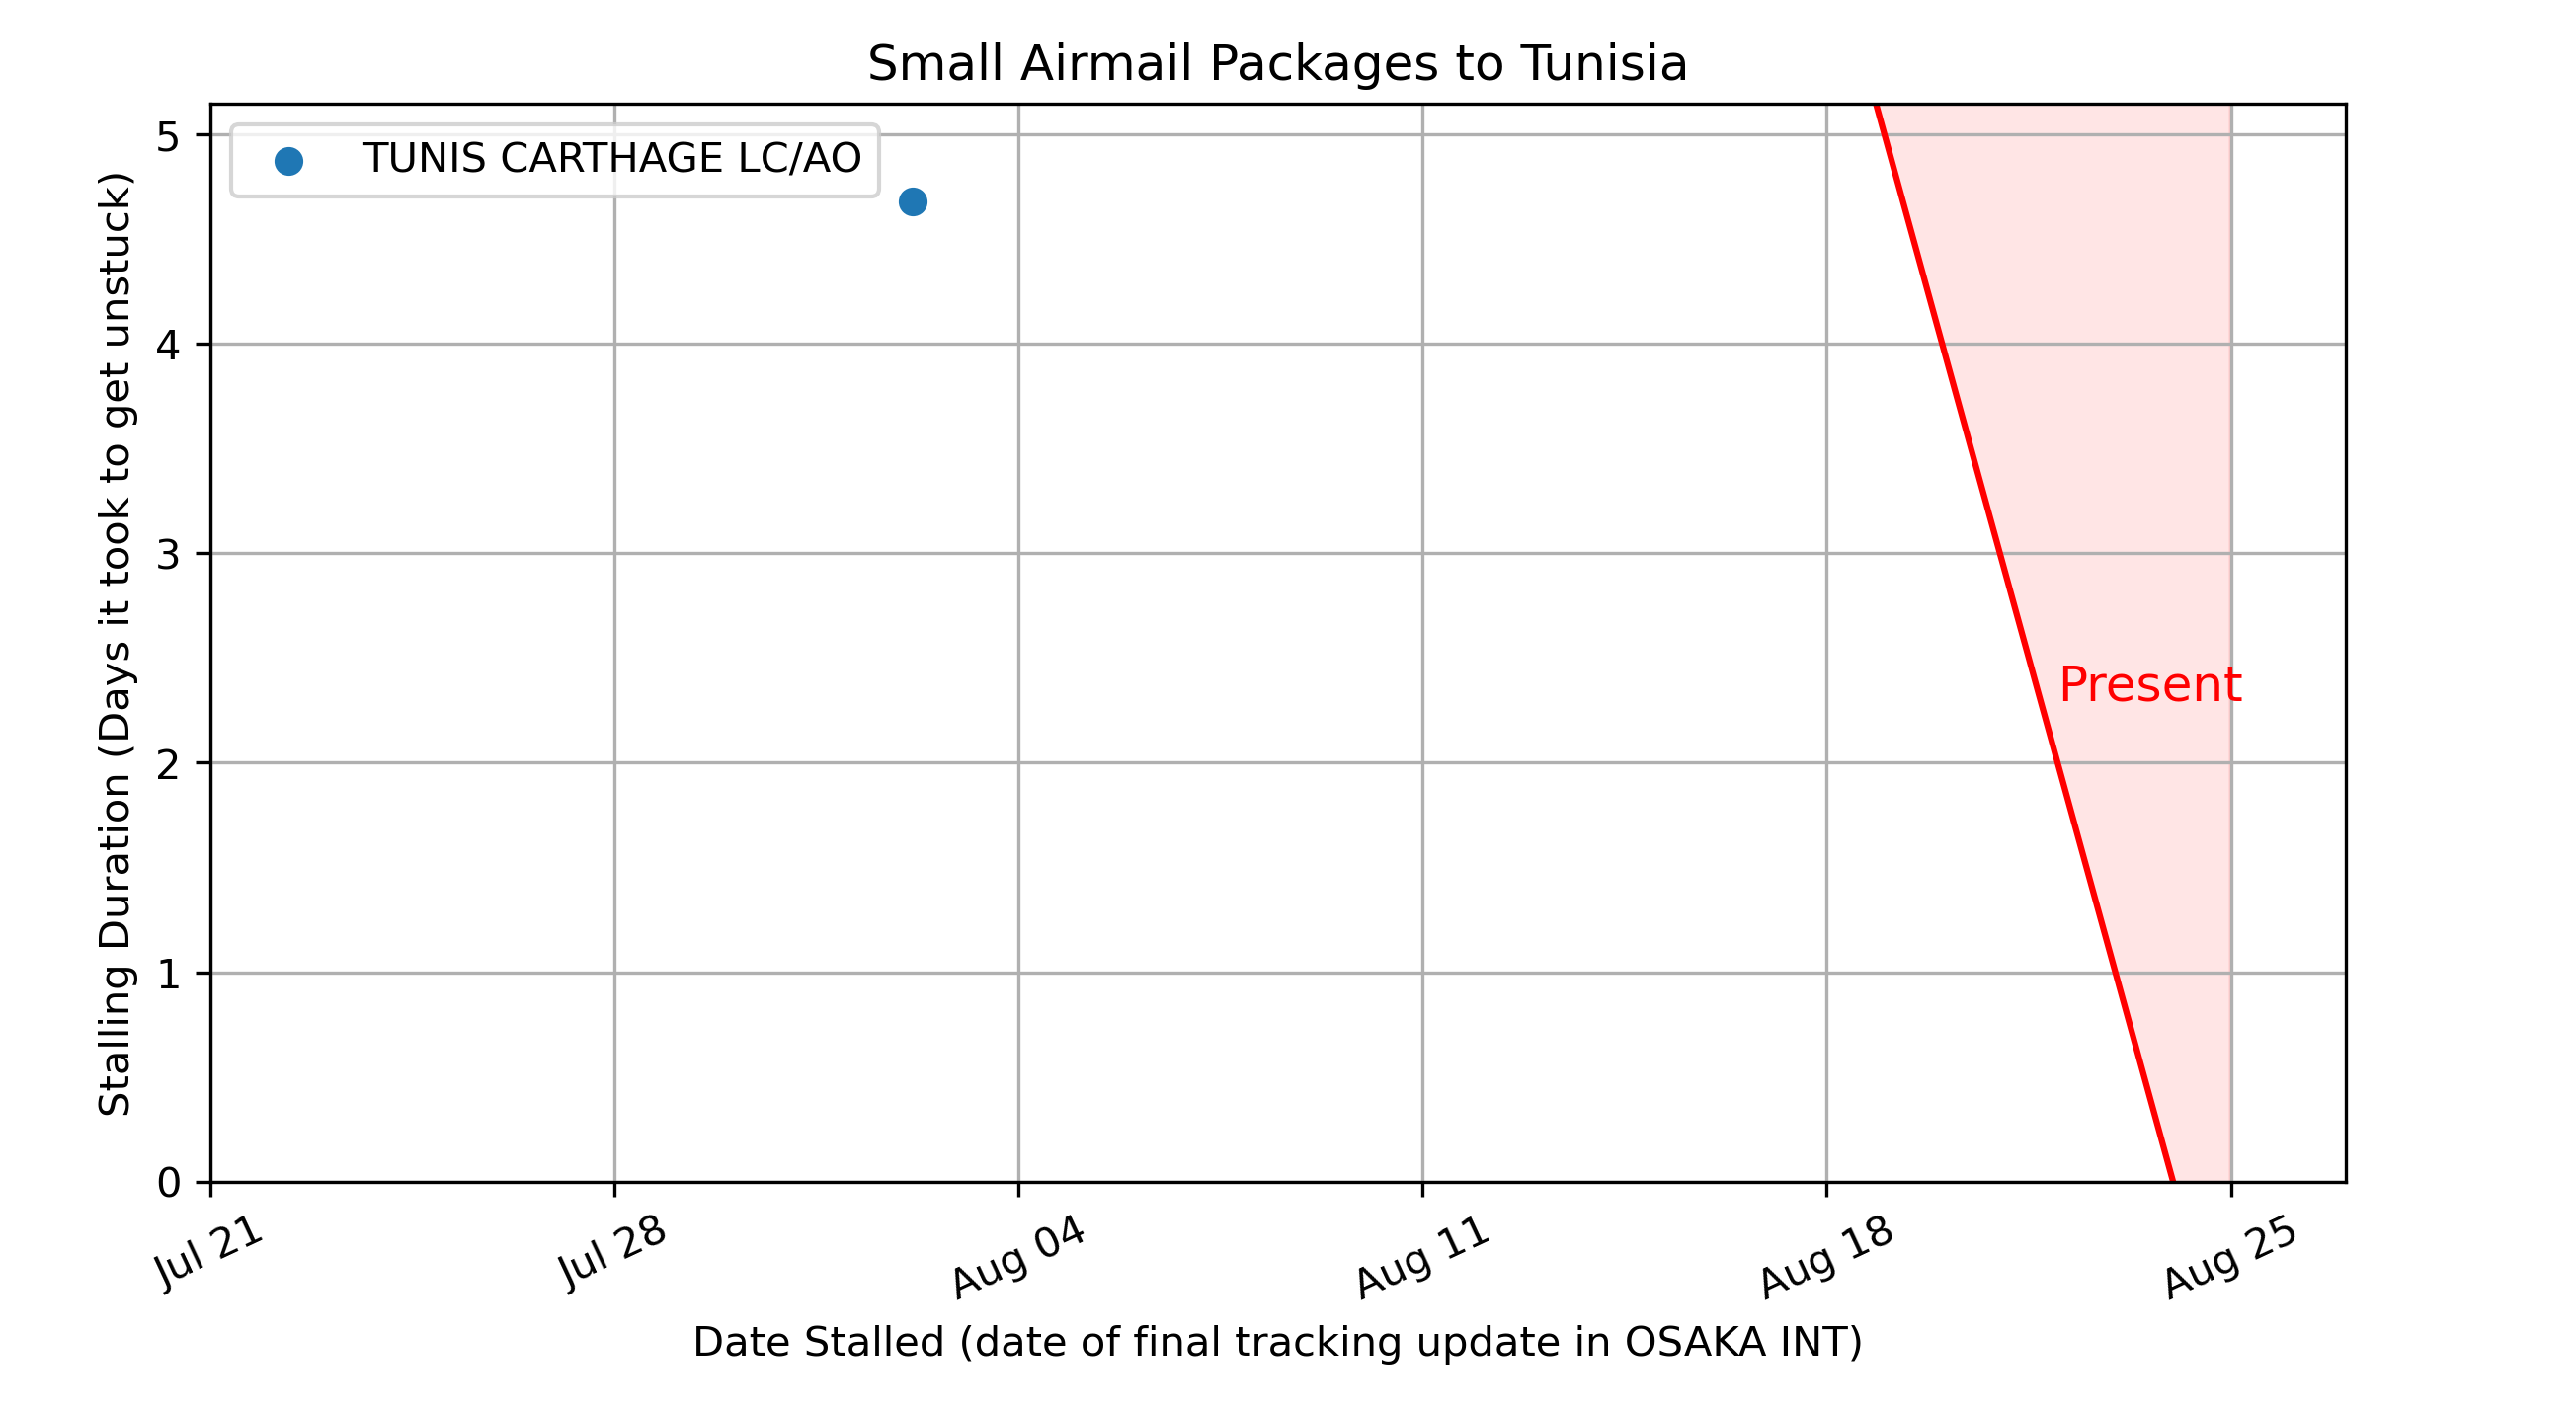 Small Airmail Packages to Tunisia
TUNIS CARTHAGE LC/AO
Stalling Duration (Days it took to get unstuck)
5
4
3
2
1
0
Present
Jul 21
Jul 28
Aug 04
Aug 11
Aug 18
Aug 25
Date Stalled (date of final tracking update in OSAKA INT)